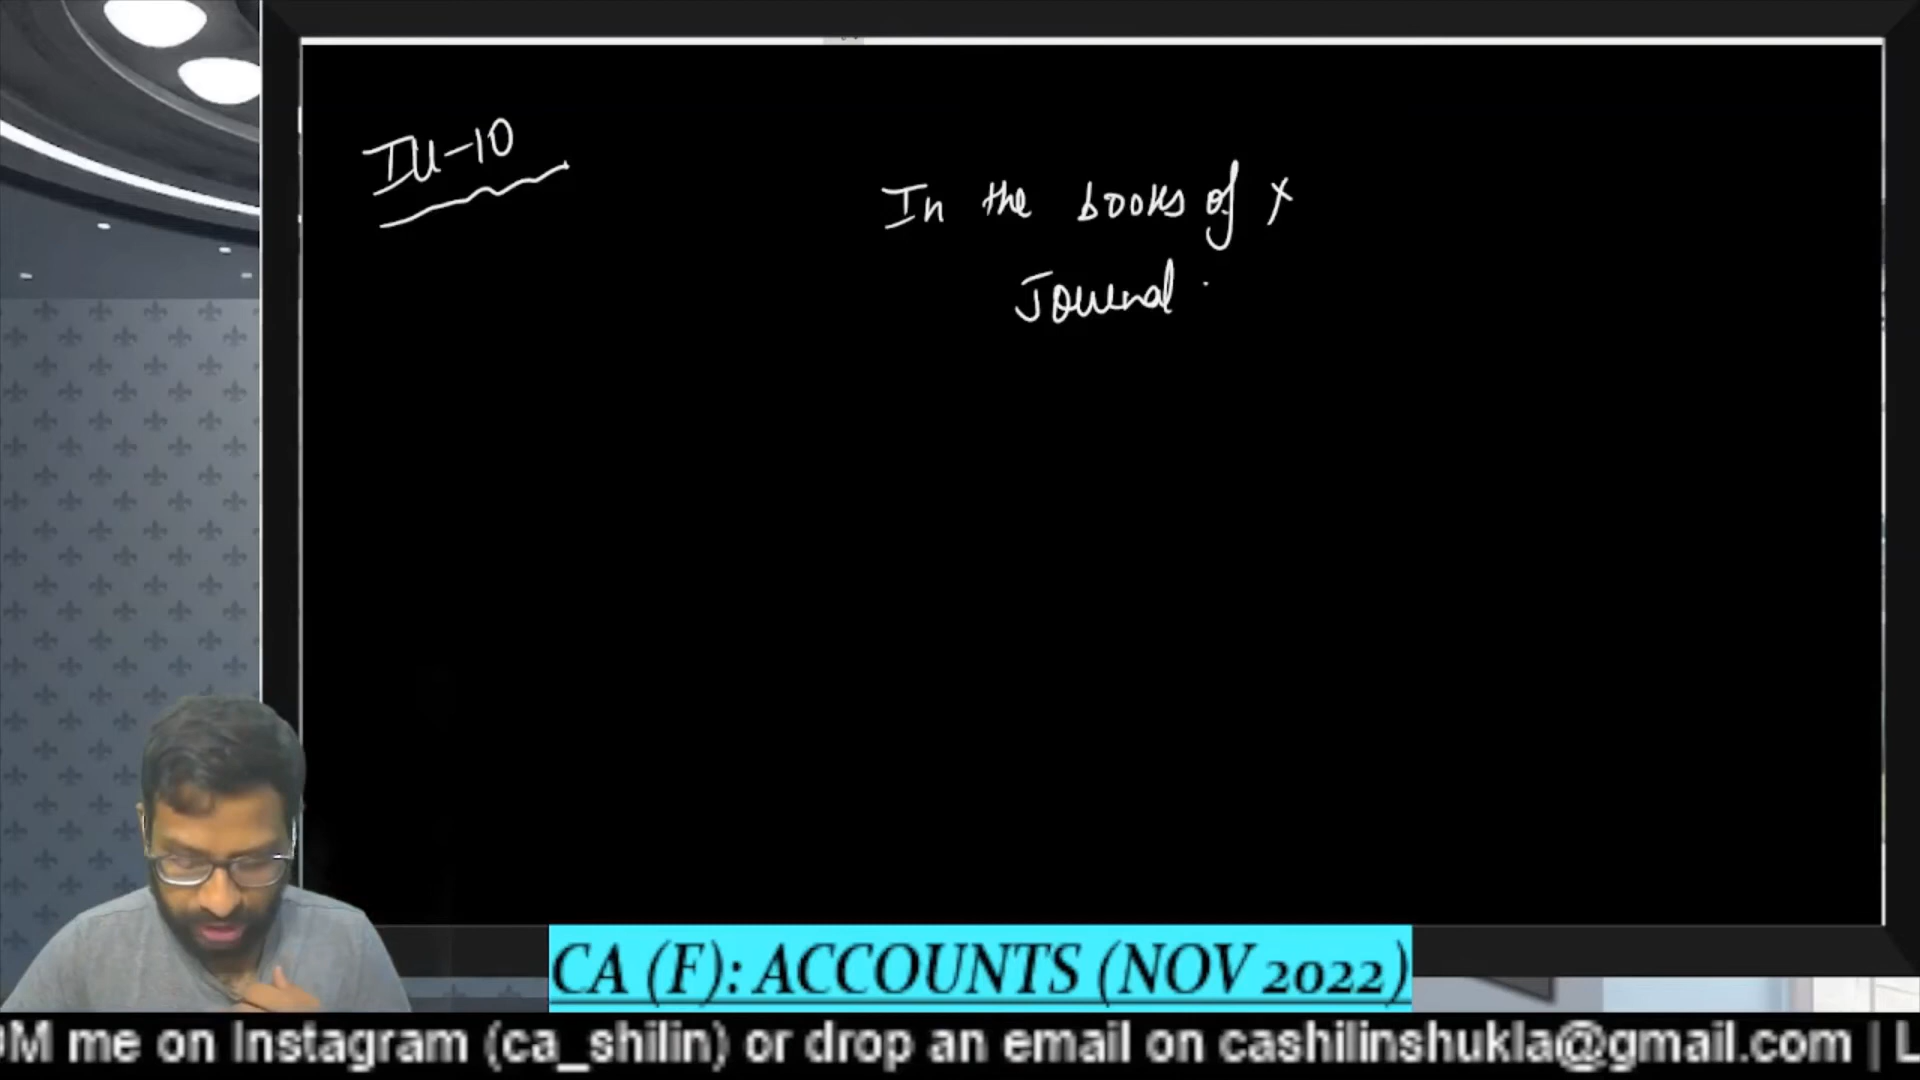 Ill-10
In the books of X
Journal
CA (F): ACCOUNTS (NOV 2022)
DM me on Instagram (ca_shilin) or drop an email on cashilinshukla@gmail.com | L